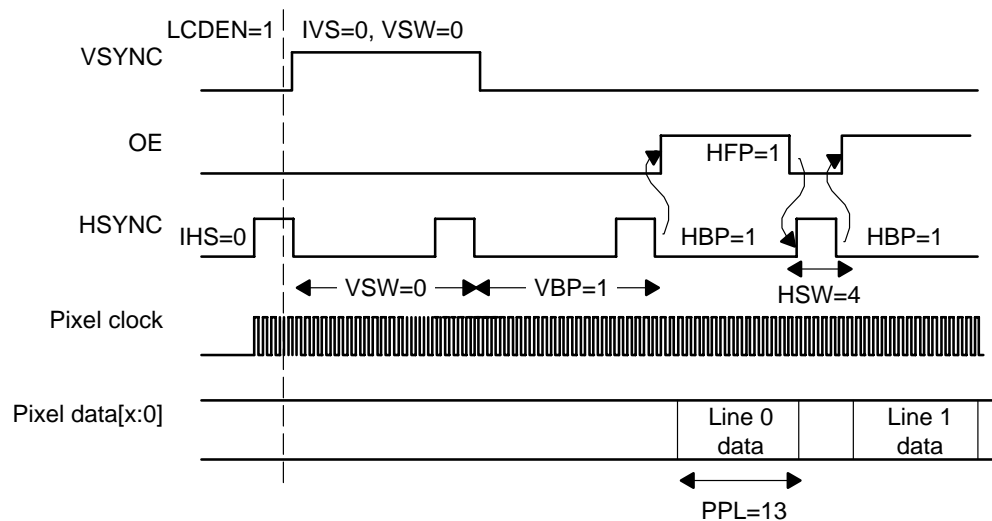 LCDEN=1 IVS=0, VSW=0
VSYNC
OE
HFP=1
HSYNC
IHS=0
HBP=1
HBP=1
VSW=0
VBP=1
HSW=4
Pixel clock
Pixel data[x:0]
Line 0
data
Line 1
data
PPL=13